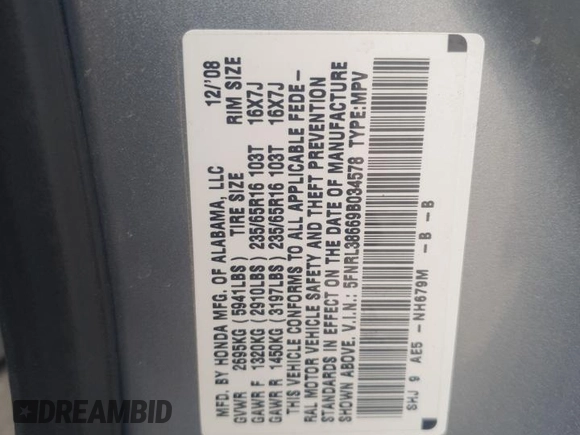 MFD. BY HONDA MFG. OF ALABAMA, LLC 12/'08
GVWR 2695KG(5941LBS) TIRE SIZE RIM SIZE
GAWR F 1320KG(2910LBS)235/65R16 103T 16X7J
GAWR R 1450KG(3197LBS)235/65R16 103T 16X7J
THIS VEHICLE CONFORMS TO ALL APPLICABLE FEDE-
RAL MOTOR VEHICLE SAFETY AND THEFT PREVENTION
STANDARDS IN EFFECT ON THE DATE OF MANUFACTURE
SHOWN ABOVE. V.I.N.: 5FNRL38669B034578 TYPE:MPV
SHJ 9 AE5 -NH679M -B -B
DREAMBID